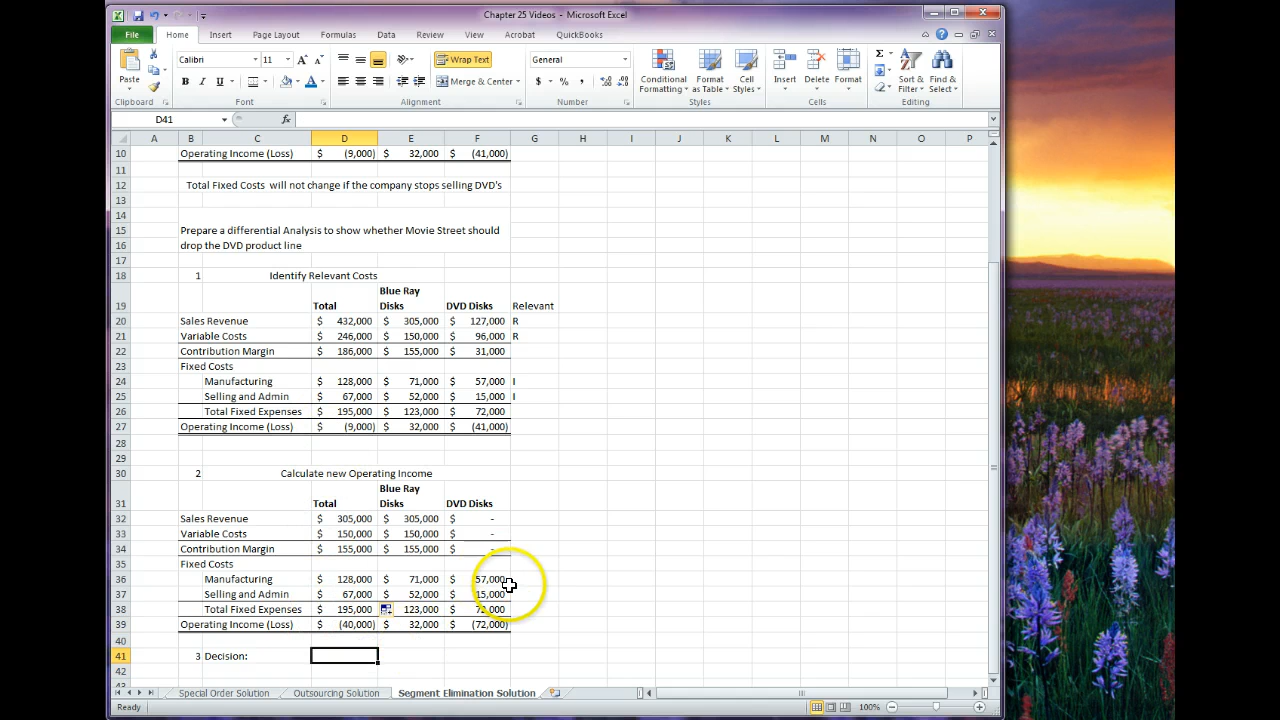 Chapter 25 Videos - Microsoft Excel
File Home Insert Page Layout Formulas Data Review View Acrobat QuickBooks
Paste
Calibri 11
Wrap Text
General
Merge & Center
Conditional Formatting
Format as Table
Cell Styles
Insert Delete Format
Sort & Filter
Find & Select
Clipboard Font Alignment Number Styles Cells Editing
D41 fx
A B C D E F G H I J K L M N O P
10 Operating Income (Loss) $ (9,000) $ 32,000 $ (41,000)
11
12 Total Fixed Costs will not change if the company stops selling DVD's
13
14
15 Prepare a differential Analysis to show whether Movie Street should
16 drop the DVD product line
17
18 1 Identify Relevant Costs
19 Total Blue Ray Disks DVD Disks Relevant
20 Sales Revenue $ 432,000 $ 305,000 $ 127,000 R
21 Variable Costs $ 246,000 $ 150,000 $ 96,000 R
22 Contribution Margin $ 186,000 $ 155,000 $ 31,000
23 Fixed Costs
24 Manufacturing $ 128,000 $ 71,000 $ 57,000 I
25 Selling and Admin $ 67,000 $ 52,000 $ 15,000 I
26 Total Fixed Expenses $ 195,000 $ 123,000 $ 72,000
27 Operating Income (Loss) $ (9,000) $ 32,000 $ (41,000)
28
29
30 2 Calculate new Operating Income
31 Total Blue Ray Disks DVD Disks
32 Sales Revenue $ 305,000 $ 305,000 $ -
33 Variable Costs $ 150,000 $ 150,000 $ -
34 Contribution Margin $ 155,000 $ 155,000 $ -
35 Fixed Costs
36 Manufacturing $ 128,000 $ 71,000 $ 57,000
37 Selling and Admin $ 67,000 $ 52,000 $ 15,000
38 Total Fixed Expenses $ 195,000 123,000 $ 72,000
39 Operating Income (Loss) $ (40,000) $ 32,000 $ (72,000)
40
41 3 Decision:
42
Special Order Solution Outsourcing Solution Segment Elimination Solution
Ready 100%